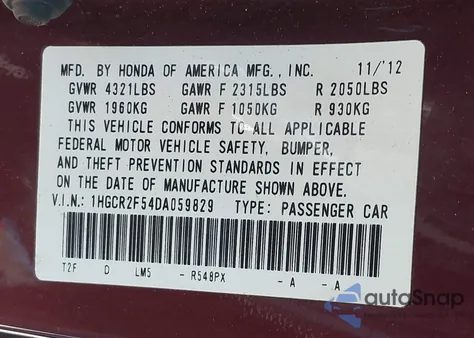 MFD. BY HONDA OF AMERICA MFG., INC. 11/'12
GVWR 4321LBS GAWR F 2315LBS R 2050LBS
GVWR 1960KG GAWR F 1050KG R 930KG
THIS VEHICLE CONFORMS TO ALL APPLICABLE
FEDERAL MOTOR VEHICLE SAFETY, BUMPER,
AND THEFT PREVENTION STANDARDS IN EFFECT
ON THE DATE OF MANUFACTURE SHOWN ABOVE.
V.I.N.: 1HGCR2F54DA059829 TYPE: PASSENGER CAR
T2F D LM5 - R548PX -A -A
autoSnap